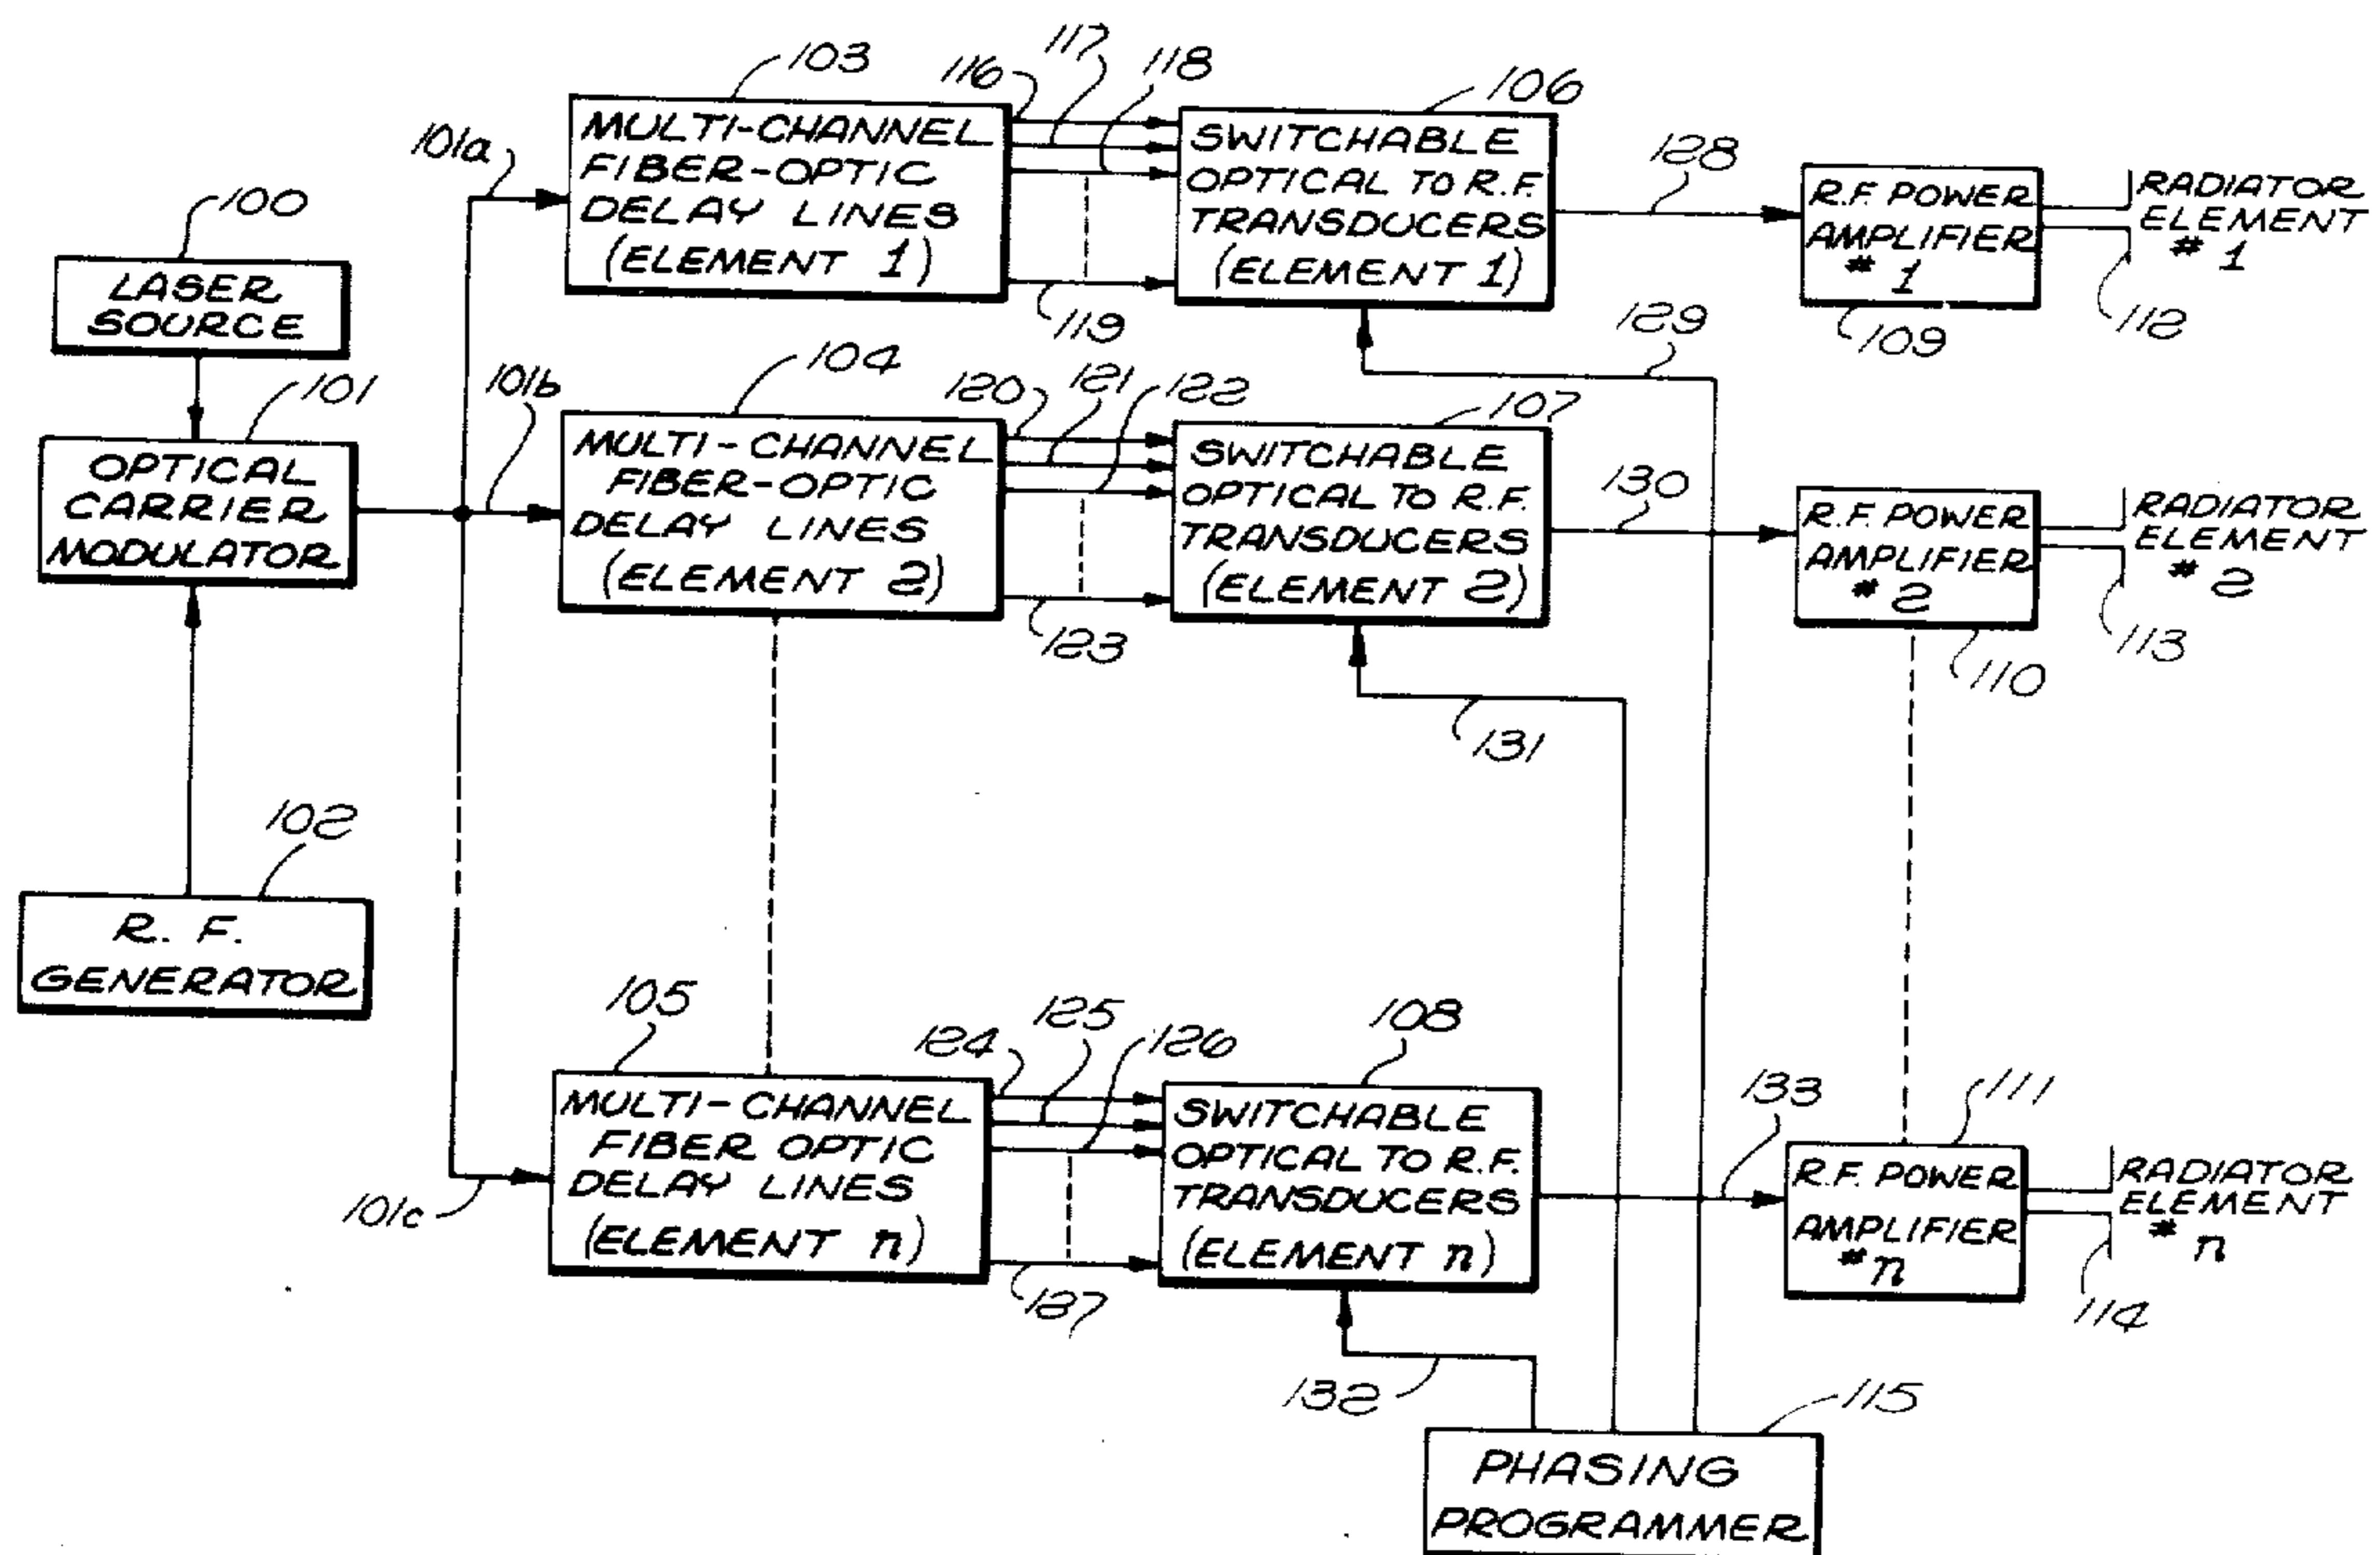 103
116
117
118
106
101a
MULTI-CHANNEL
FIBER-OPTIC
DELAY LINES
(ELEMENT 1)
SWITCHABLE
OPTICAL TO R.F.
TRANSDUCERS
(ELEMENT 1)
128
R.F. POWER
AMPLIFIER
# 1
RADIATOR
ELEMENT
# 1
100
LASER
SOURCE
119
129
109
112
101
101b
104
120
121
122
107
OPTICAL
CARRIER
MODULATOR
MULTI-CHANNEL
FIBER-OPTIC
DELAY LINES
(ELEMENT 2)
SWITCHABLE
OPTICAL TO R.F.
TRANSDUCERS
(ELEMENT 2)
130
R.F. POWER
AMPLIFIER
# 2
RADIATOR
ELEMENT
# 2
123
131
110
113
102
R. F.
GENERATOR
105
124
125
126
108
101c
MULTI-CHANNEL
FIBER OPTIC
DELAY LINES
(ELEMENT n)
SWITCHABLE
OPTICAL TO R.F.
TRANSDUCERS
(ELEMENT n)
133
111
R.F. POWER
AMPLIFIER
# n
RADIATOR
ELEMENT
# n
127
114
132
115
PHASING
PROGRAMMER